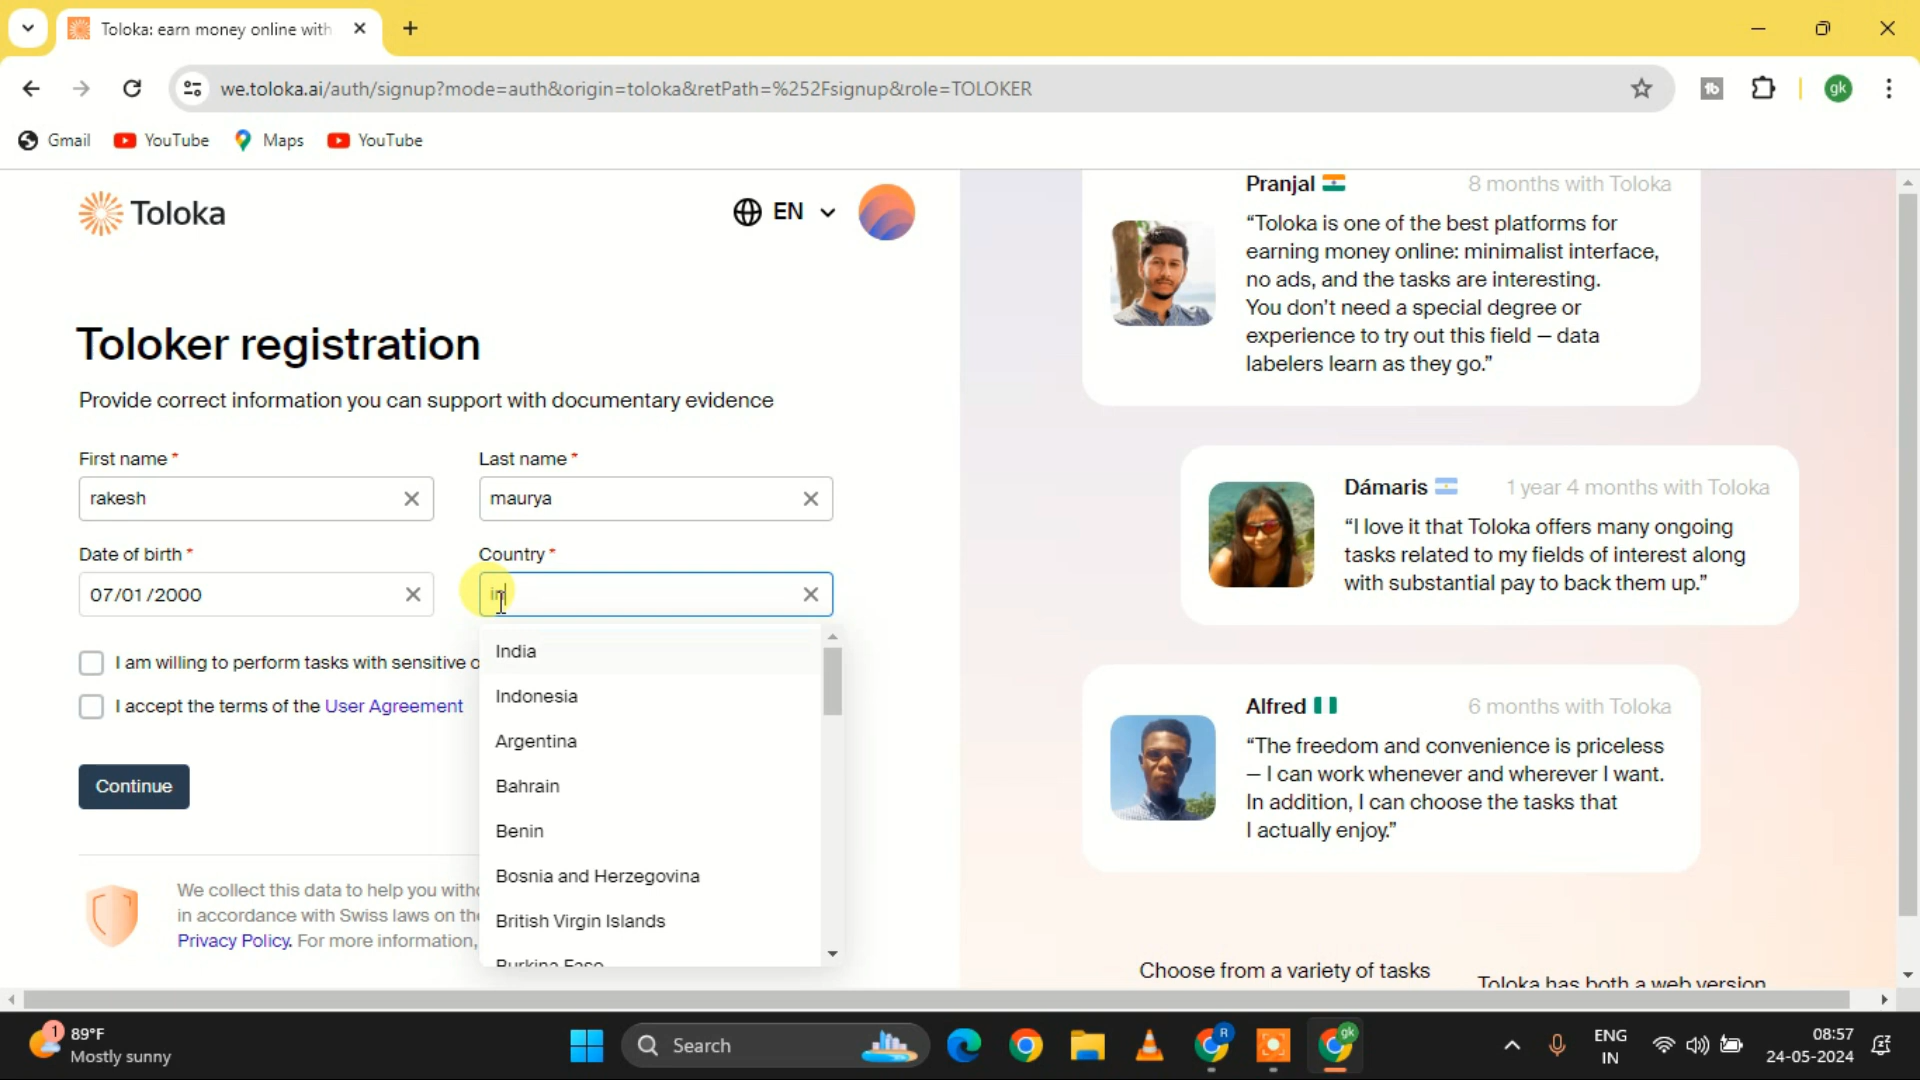 Toloka: earn money online with
we.toloka.ai/auth/signup?mode=auth&origin=toloka&retPath=%252Fsignup&role=TOLOKER
gk
Gmail
YouTube
Maps
YouTube
Toloka
EN
Toloker registration
Provide correct information you can support with documentary evidence
First name *
Last name *
rakesh
maurya
Date of birth *
Country *
07/01/2000
in
I am willing to perform tasks with sensitive
I accept the terms of the User Agreement
Continue
India
Indonesia
Argentina
Bahrain
Benin
Bosnia and Herzegovina
British Virgin Islands
Burkina Faso
We collect this data to help you
in accordance with Swiss laws on
Privacy Policy. For more information,
Pranjal
8 months with Toloka
“Toloka is one of the best platforms for
earning money online: minimalist interface,
no ads, and the tasks are interesting.
You don't need a special degree or
experience to try out this field – data
labelers learn as they go.”
Dámaris
1 year 4 months with Toloka
“I love it that Toloka offers many ongoing
tasks related to my fields of interest along
with substantial pay to back them up.”
Alfred
6 months with Toloka
“The freedom and convenience is priceless
– I can work whenever and wherever I want.
In addition, I can choose the tasks that
I actually enjoy.”
Choose from a variety of tasks
Toloka has both a web version
1
89°F
Mostly sunny
Search
R
gk
ENG
IN
08:57
24-05-2024